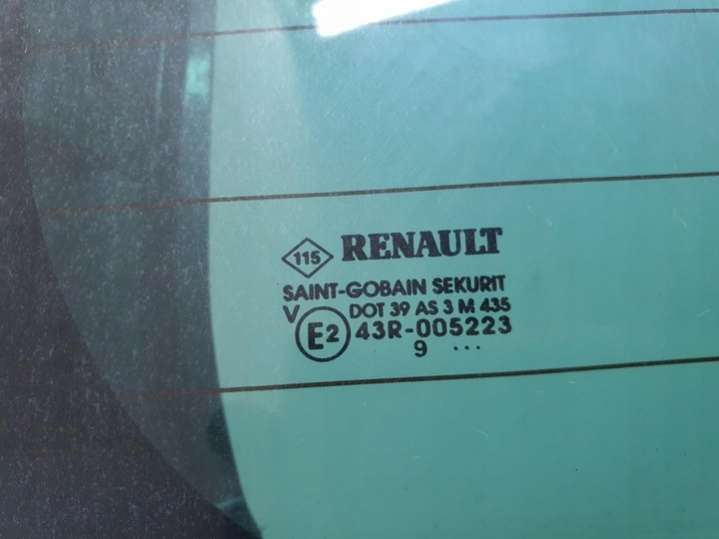 115 RENAULT
SAINT-GOBAIN SEKURIT
V DOT 39 AS 3 M 435
E2 43R-005223
9 ...